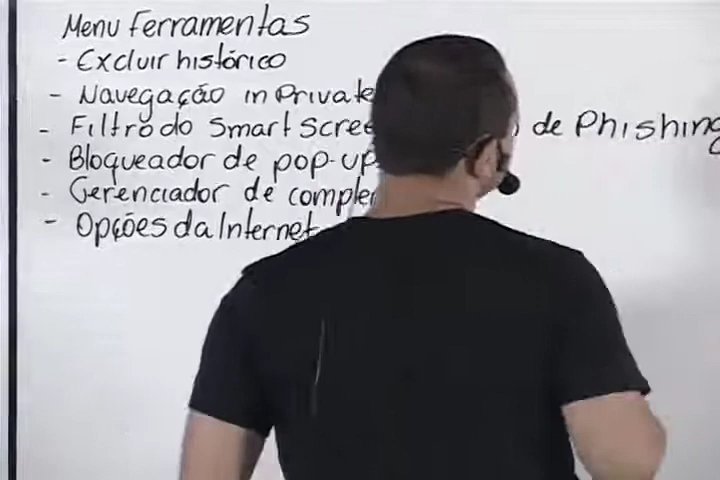 Menu Ferramentas
- Excluir histórico
- Navegação in Private
- Filtro do Smart Scree de Phishing
- Bloqueador de pop-up
- Gerenciador de comple
- Opções da Internet